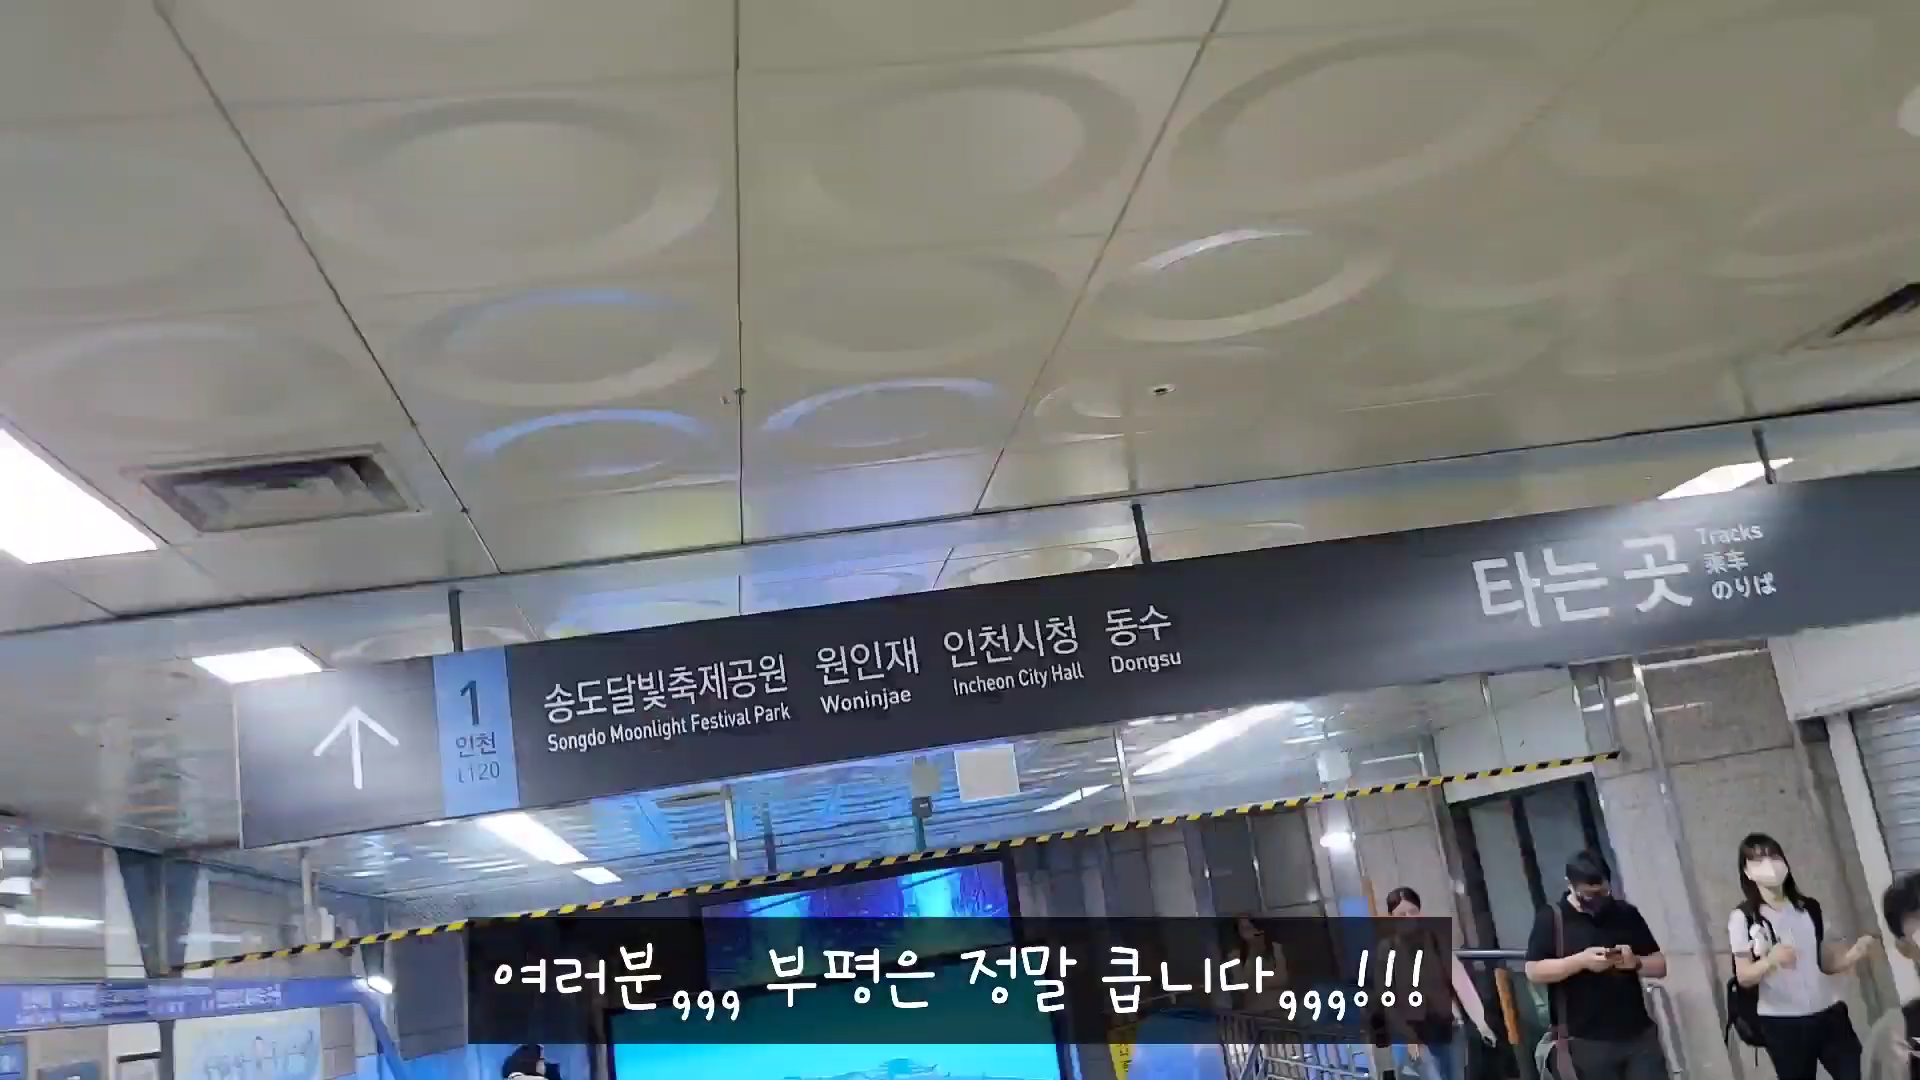 1
인천
I120
송도달빛축제공원 원인재 인천시청 동수
Songdo Moonlight Festival Park Woninjae Incheon City Hall Dongsu
타는 곳
Tracks
乘车
のりば
여러분,,, 부평은 정말 큽니다,,,!!!